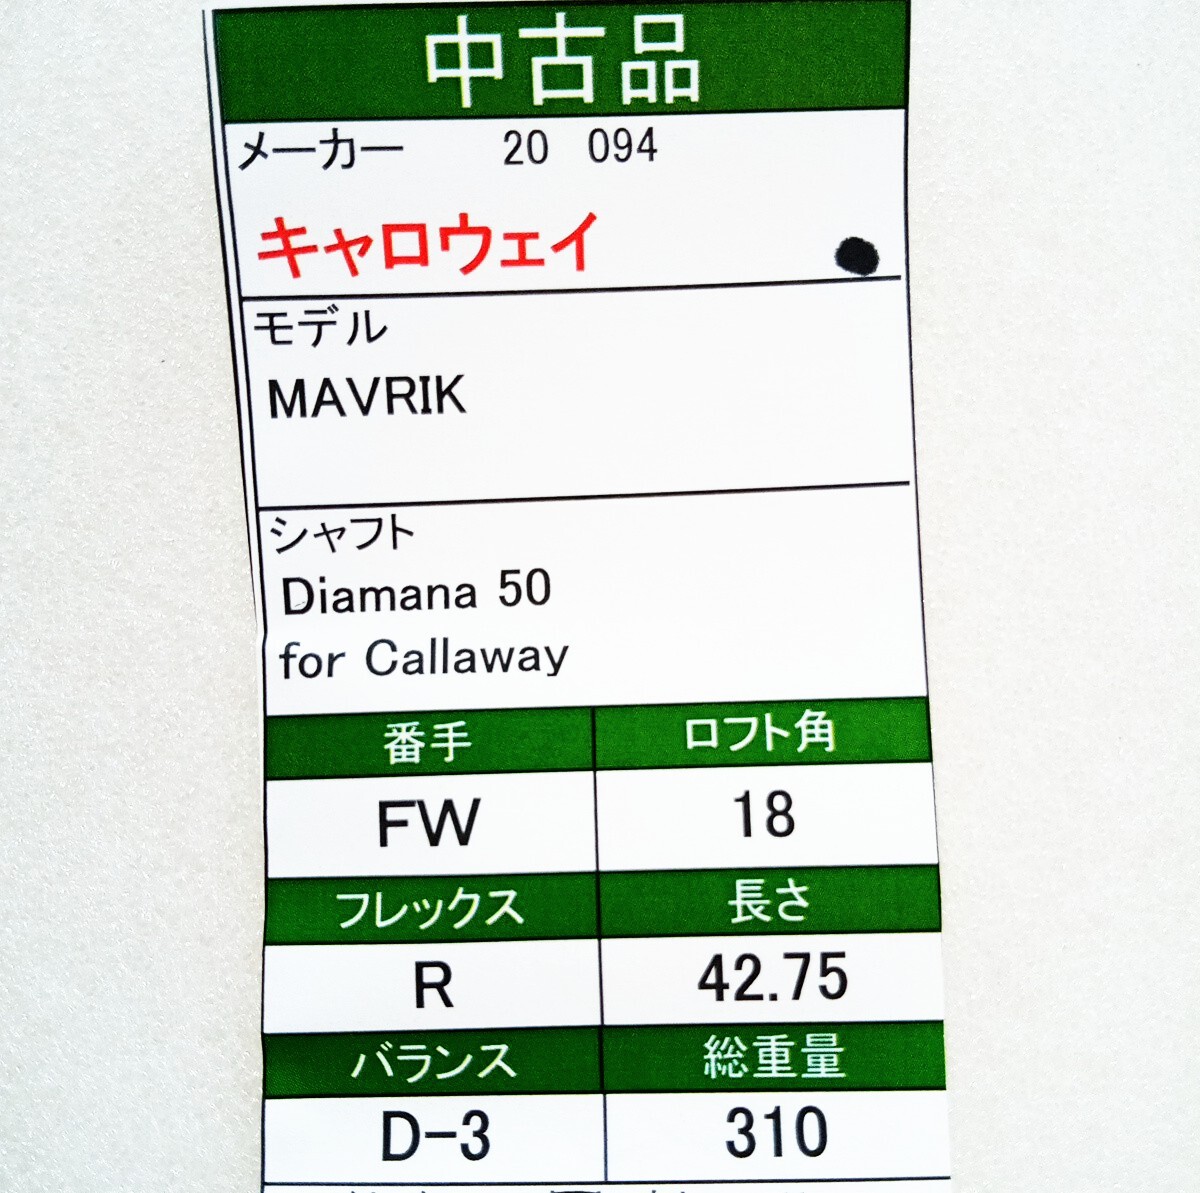 中古品
メーカー 20 094
キャロウェイ
モデル
MAVRIK
シャフト
Diamana 50
for Callaway
番手 ロフト角
FW 18
フレックス 長さ
R 42.75
バランス 総重量
D-3 310